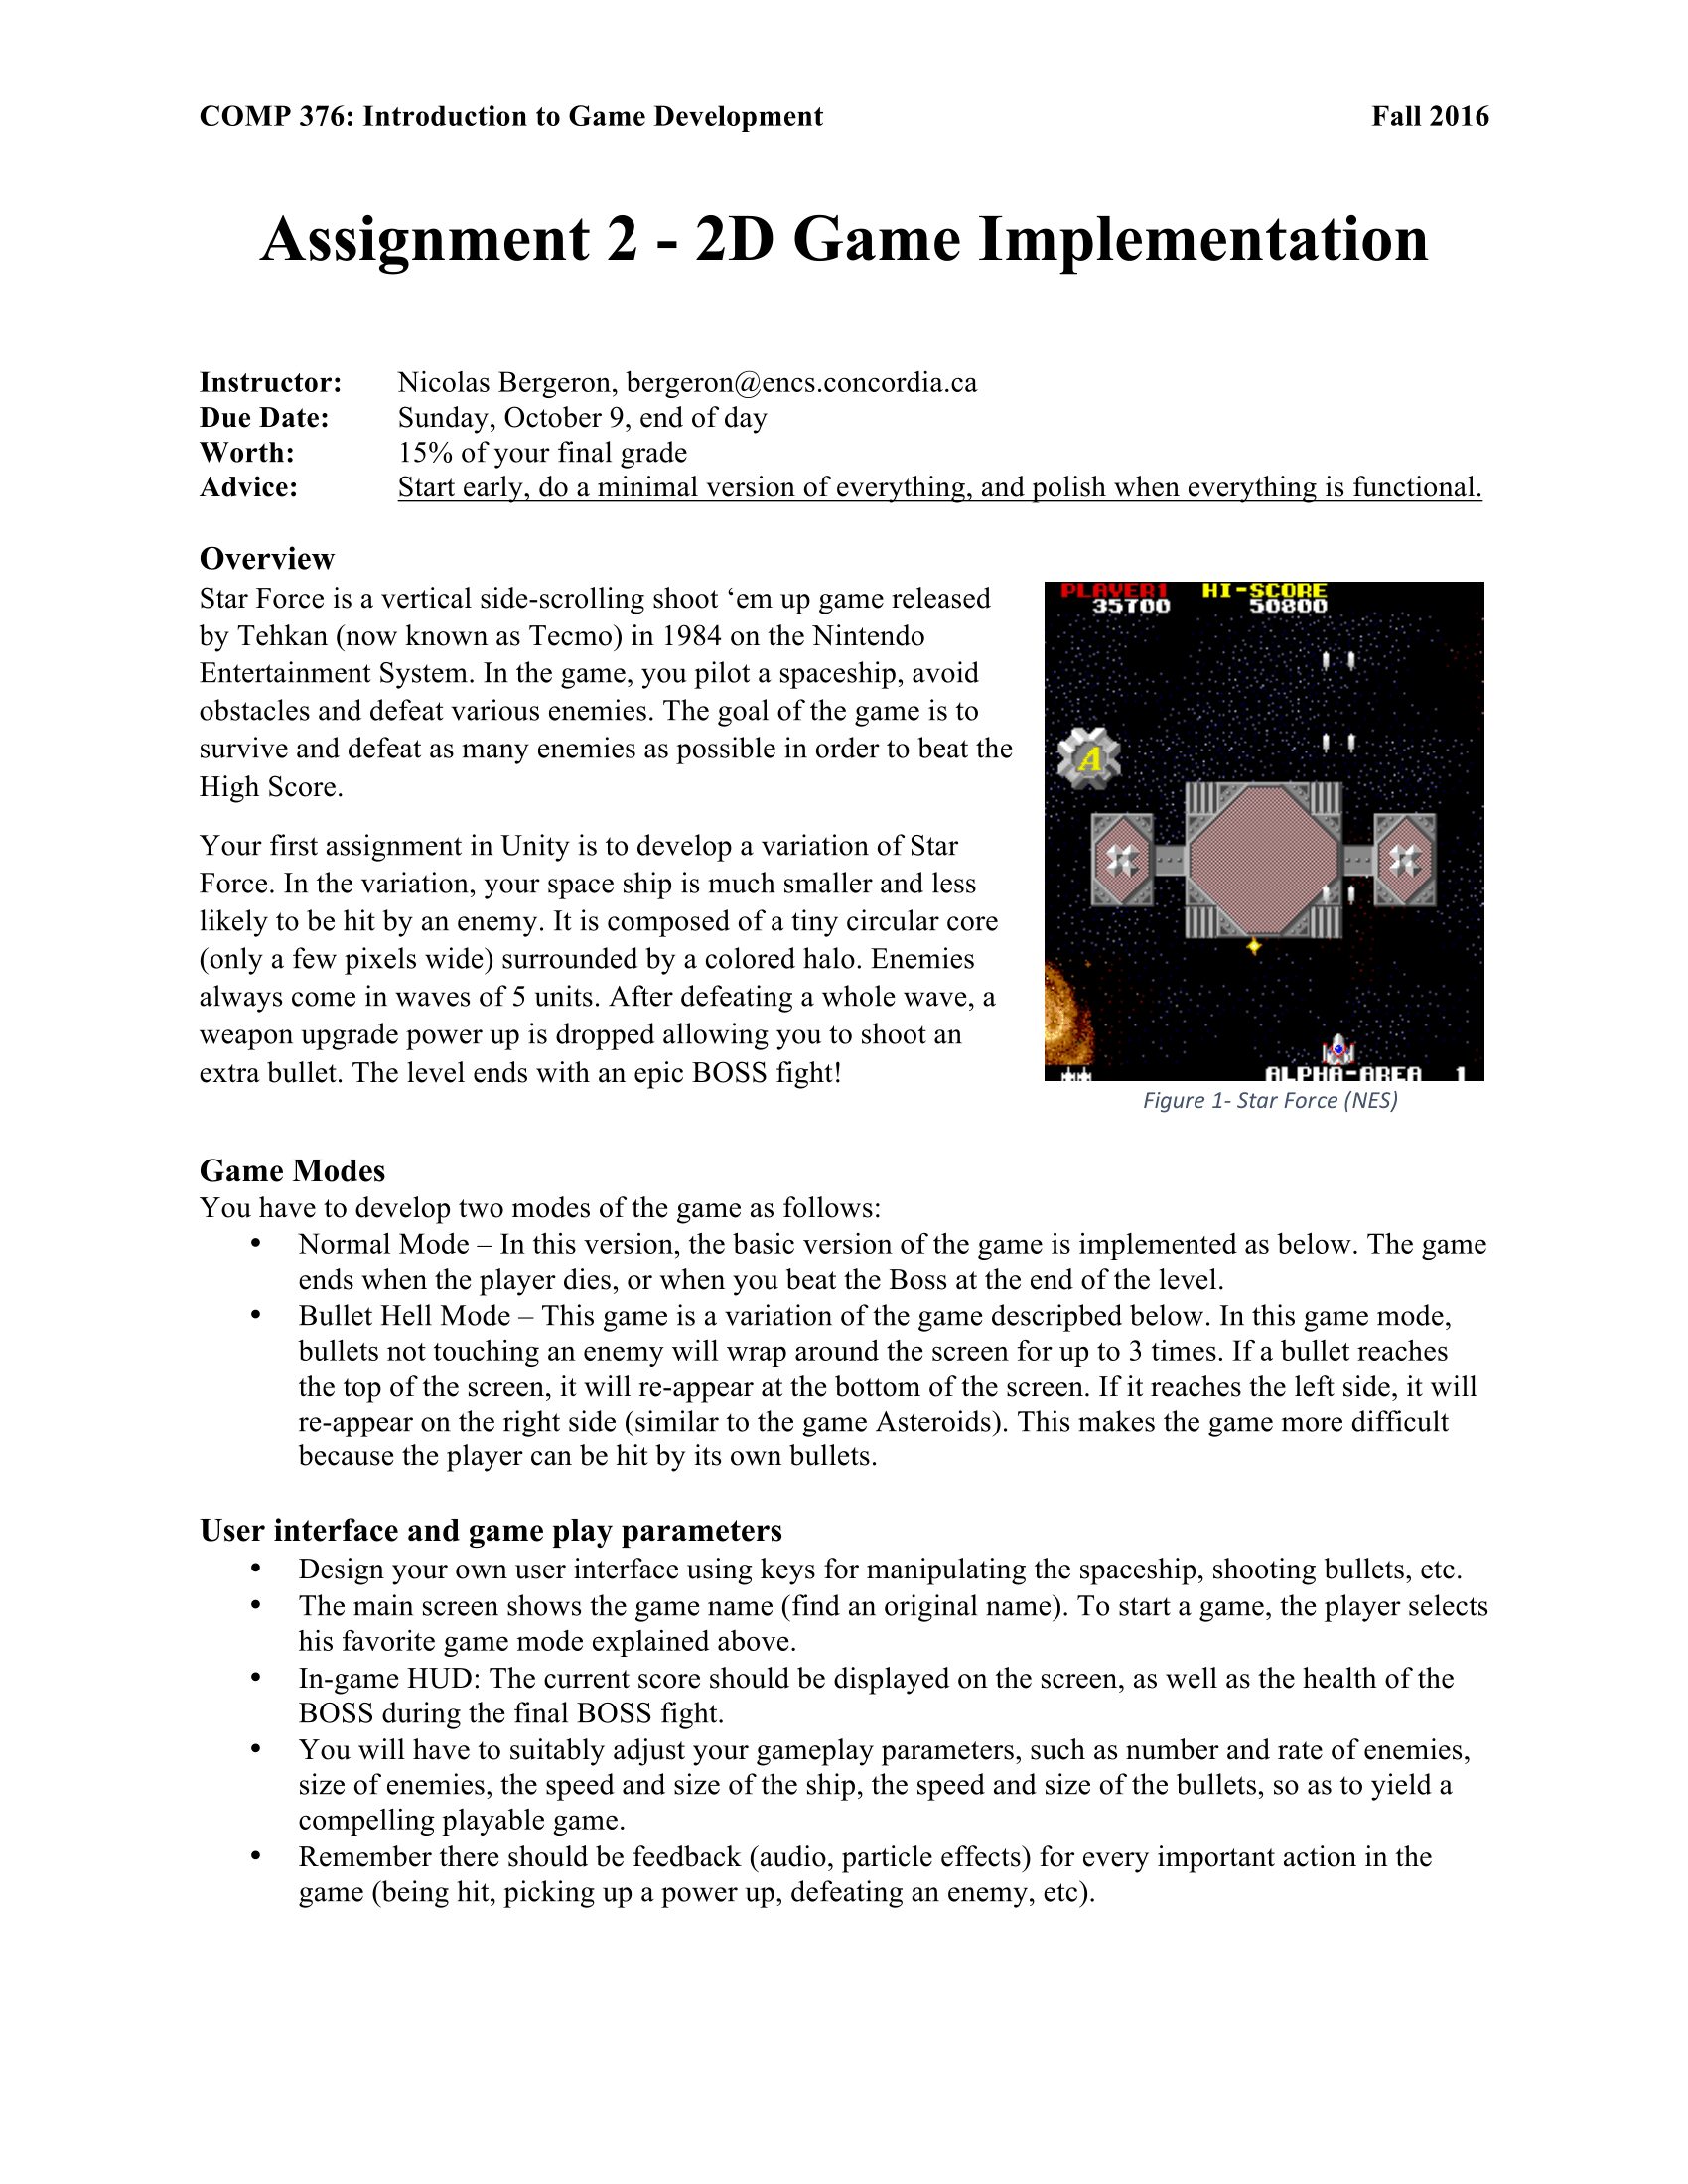 COMP 376: Introduction to Game Development Fall 2016
Assignment 2 - 2D Game Implementation
Instructor: Nicolas Bergeron, bergeron@encs.concordia.ca
Due Date: Sunday, October 9, end of day
Worth: 15% of your final grade
Advice: Start early, do a minimal version of everything, and polish when everything is functional.
Overview
Star Force is a vertical side-scrolling shoot ‘em up game released
by Tehkan (now known as Tecmo) in 1984 on the Nintendo
Entertainment System. In the game, you pilot a spaceship, avoid
obstacles and defeat various enemies. The goal of the game is to
survive and defeat as many enemies as possible in order to beat the
High Score.
Your first assignment in Unity is to develop a variation of Star
Force. In the variation, your space ship is much smaller and less
likely to be hit by an enemy. It is composed of a tiny circular core
(only a few pixels wide) surrounded by a colored halo. Enemies
always come in waves of 5 units. After defeating a whole wave, a
weapon upgrade power up is dropped allowing you to shoot an
extra bullet. The level ends with an epic BOSS fight!
PLAYER1 HI-SCORE
35700 50800
A
ALPHA-AREA 1
Figure 1- Star Force (NES)
Game Modes
You have to develop two modes of the game as follows:
• Normal Mode – In this version, the basic version of the game is implemented as below. The game
ends when the player dies, or when you beat the Boss at the end of the level.
• Bullet Hell Mode – This game is a variation of the game descripbed below. In this game mode,
bullets not touching an enemy will wrap around the screen for up to 3 times. If a bullet reaches
the top of the screen, it will re-appear at the bottom of the screen. If it reaches the left side, it will
re-appear on the right side (similar to the game Asteroids). This makes the game more difficult
because the player can be hit by its own bullets.
User interface and game play parameters
• Design your own user interface using keys for manipulating the spaceship, shooting bullets, etc.
• The main screen shows the game name (find an original name). To start a game, the player selects
his favorite game mode explained above.
• In-game HUD: The current score should be displayed on the screen, as well as the health of the
BOSS during the final BOSS fight.
• You will have to suitably adjust your gameplay parameters, such as number and rate of enemies,
size of enemies, the speed and size of the ship, the speed and size of the bullets, so as to yield a
compelling playable game.
• Remember there should be feedback (audio, particle effects) for every important action in the
game (being hit, picking up a power up, defeating an enemy, etc).